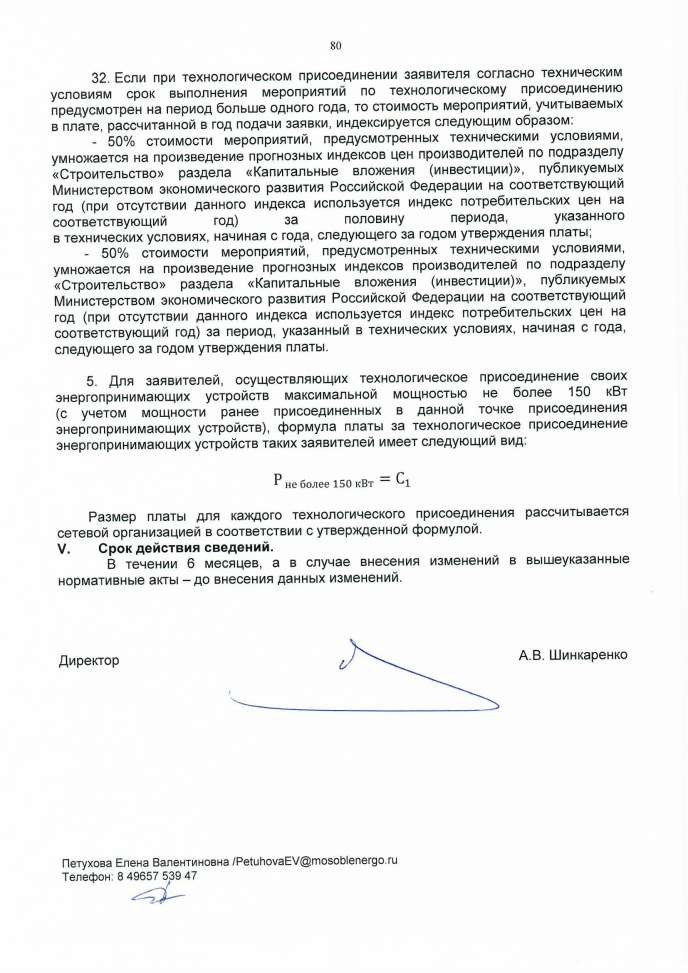 80
32. Если при технологическом присоединении заявителя согласно техническим
условиям срок выполнения мероприятий по технологическому присоединению
предусмотрен на период больше одного года, то стоимость мероприятий, учитываемых
в плате, рассчитанной в год подачи заявки, индексируется следующим образом:
- 50% стоимости мероприятий, предусмотренных техническими условиями,
умножается на произведение прогнозных индексов цен производителей по подразделу
«Строительство» раздела «Капитальные вложения (инвестиции)», публикуемых
Министерством экономического развития Российской Федерации на соответствующий
год (при отсутствии данного индекса используется индекс потребительских цен на
соответствующий год) за половину периода, указанного
в технических условиях, начиная с года, следующего за годом утверждения платы;
- 50% стоимости мероприятий, предусмотренных техническими условиями,
умножается на произведение прогнозных индексов производителей по подразделу
«Строительство» раздела «Капитальные вложения (инвестиции)», публикуемых
Министерством экономического развития Российской Федерации на соответствующий
год (при отсутствии данного индекса используется индекс потребительских цен на
соответствующий год) за период, указанный в технических условиях, начиная с года,
следующего за годом утверждения платы.
5. Для заявителей, осуществляющих технологическое присоединение своих
энергопринимающих устройств максимальной мощностью не более 150 кВт
(с учетом мощности ранее присоединенных в данной точке присоединения
энергопринимающих устройств), формула платы за технологическое присоединение
энергопринимающих устройств таких заявителей имеет следующий вид:
P не более 150 кВт = C1
Размер платы для каждого технологического присоединения рассчитывается
сетевой организацией в соответствии с утвержденной формулой.
V. Срок действия сведений.
В течении 6 месяцев, а в случае внесения изменений в вышеуказанные
нормативные акты – до внесения данных изменений.
Директор А.В. Шинкаренко
Петухова Елена Валентиновна /PetuhovaEV@mosoblenergo.ru
Телефон: 8 49657 539 47